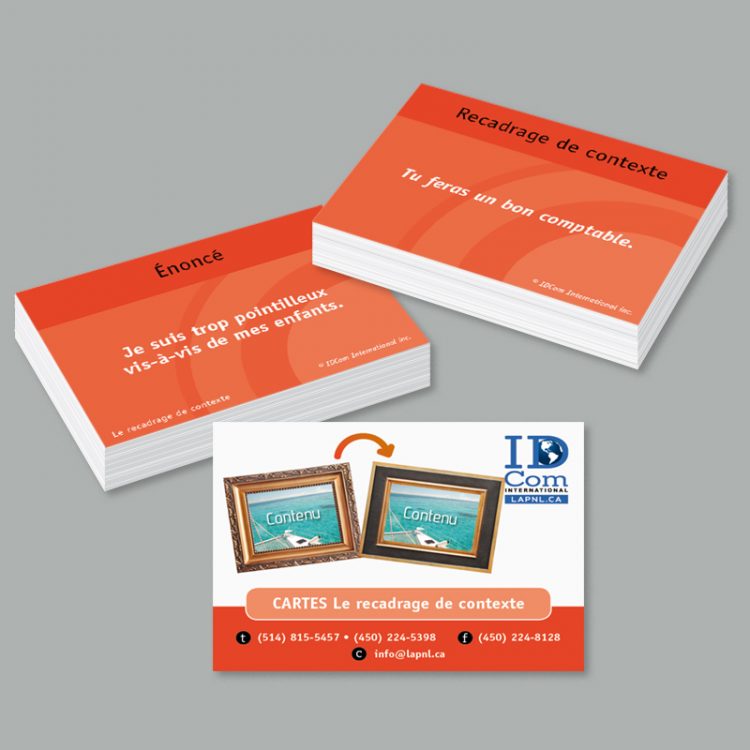 Recadrage de contexte
Tu feras un bon comptable.
© IDCom International inc.
Énoncé
Je suis trop pointilleux
vis-à-vis de mes enfants.
© IDCom International inc.
Le recadrage de contexte
ID
Com
INTERNATIONAL
LAPNL.CA
Contenu
Contenu
CARTES Le recadrage de contexte
t (514) 815-5457 • (450) 224-5398 f (450) 224-8128
c info@lapnl.ca